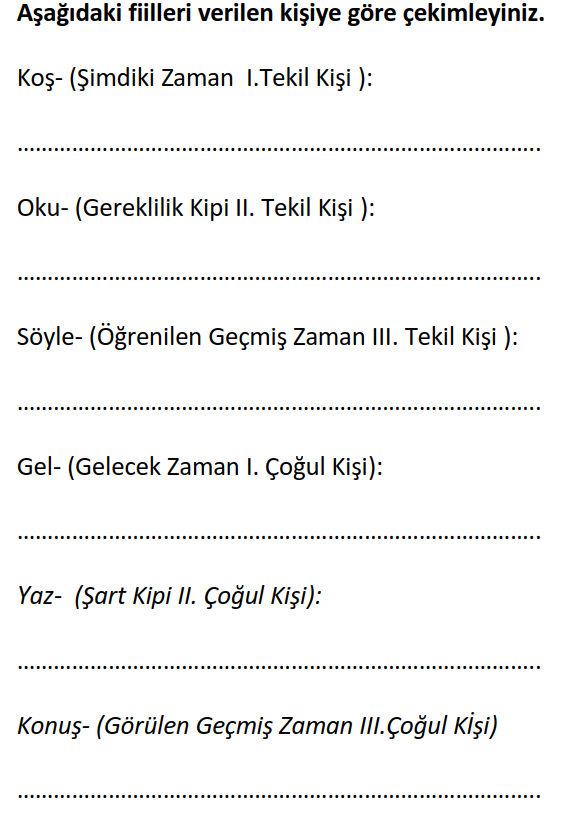 Aşağıdaki fiilleri verilen kişiye göre çekimleyiniz.
Koş- (Şimdiki Zaman  I.Tekil Kişi ):
......................................................................................
Oku- (Gereklilik Kipi II. Tekil Kişi ):
......................................................................................
Söyle- (Öğrenilen Geçmiş Zaman III. Tekil Kişi ):
......................................................................................
Gel- (Gelecek Zaman I. Çoğul Kişi):
......................................................................................
Yaz-  (Şart Kipi II. Çoğul Kişi):
......................................................................................
Konuş- (Görülen Geçmiş Zaman III.Çoğul Kİşi)
......................................................................................